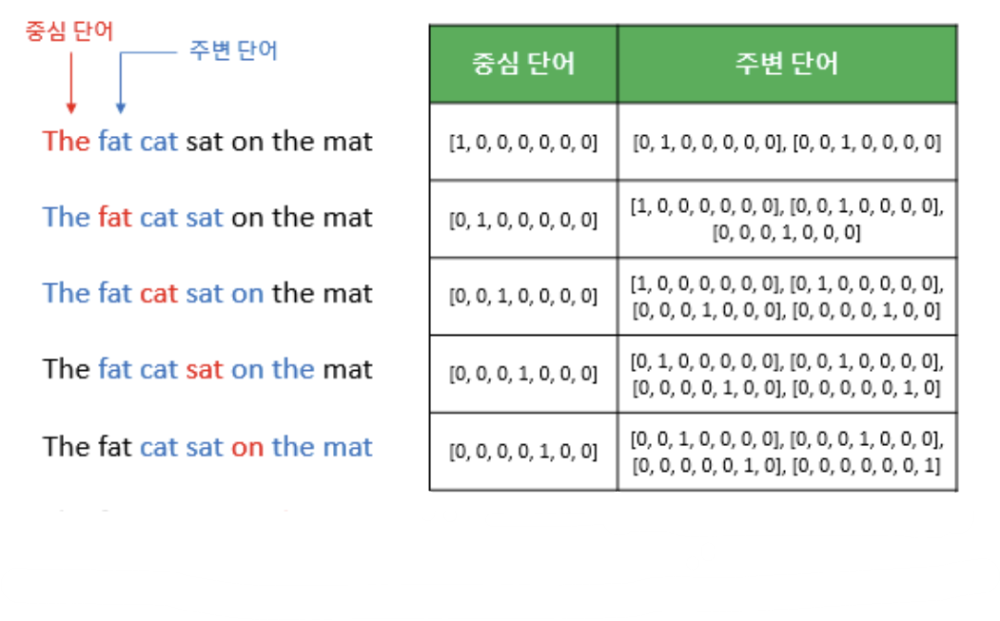 중심 단어
주변 단어
The fat cat sat on the mat
The fat cat sat on the mat
The fat cat sat on the mat
The fat cat sat on the mat
The fat cat sat on the mat
중심 단어 주변 단어
[1, 0, 0, 0, 0, 0, 0] [0, 1, 0, 0, 0, 0, 0], [0, 0, 1, 0, 0, 0, 0]
[0, 1, 0, 0, 0, 0, 0] [1, 0, 0, 0, 0, 0, 0], [0, 0, 1, 0, 0, 0, 0],
[0, 0, 0, 1, 0, 0, 0]
[0, 0, 1, 0, 0, 0, 0] [1, 0, 0, 0, 0, 0, 0], [0, 1, 0, 0, 0, 0, 0],
[0, 0, 0, 1, 0, 0, 0], [0, 0, 0, 0, 1, 0, 0]
[0, 0, 0, 1, 0, 0, 0] [0, 1, 0, 0, 0, 0, 0], [0, 0, 1, 0, 0, 0, 0],
[0, 0, 0, 0, 1, 0, 0], [0, 0, 0, 0, 0, 1, 0]
[0, 0, 0, 0, 1, 0, 0] [0, 0, 1, 0, 0, 0, 0], [0, 0, 0, 1, 0, 0, 0],
[0, 0, 0, 0, 0, 1, 0], [0, 0, 0, 0, 0, 0, 1]